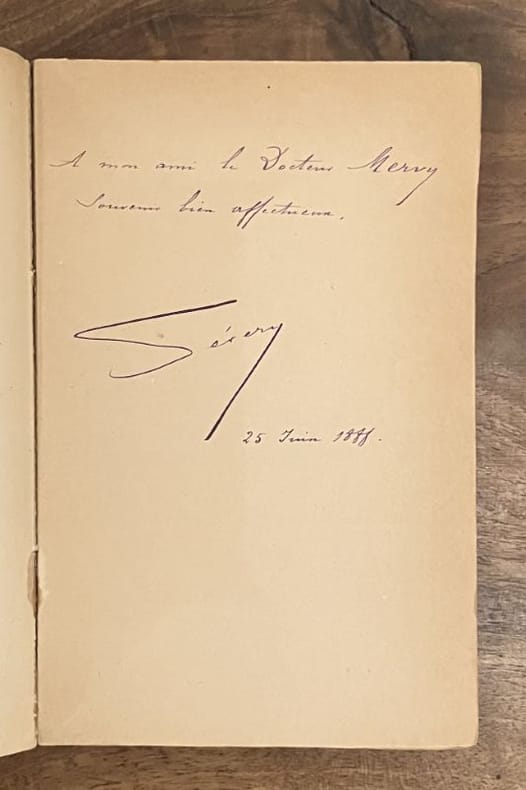 A mon ami le Docteur Mervy
Souvenir bien affectueux.
25 Juin 1888.